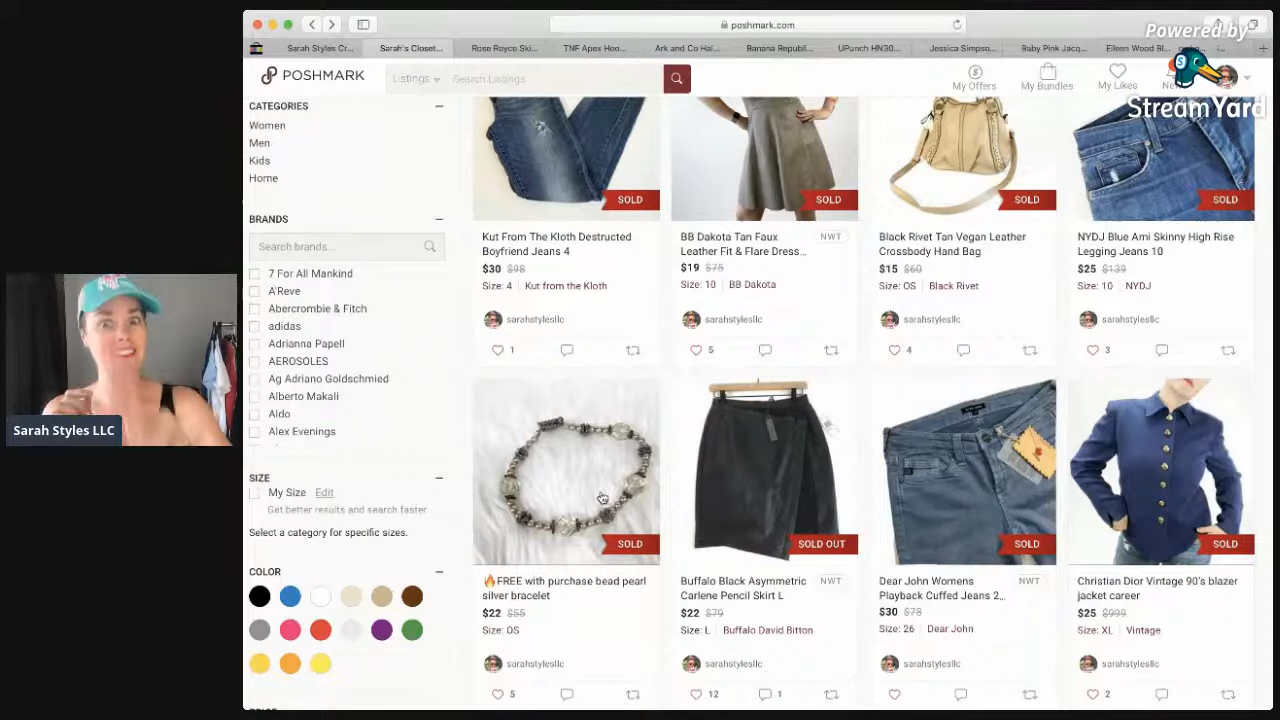 poshmark.com
Powered by
StreamYard
Sarah Styles Cr...
Sarah's Closet...
Rose Royce Ski...
TNF Apex Hoo...
Ark and Co Hal...
Banana Republi...
UPunch HN30...
Jessica Simpso...
Baby Pink Jacq...
Eileen Wood Bl...
POSHMARK
Listings
Search Listings
My Offers
My Bundles
My Likes
CATEGORIES
Women
Men
Kids
Home
BRANDS
Search brands...
7 For All Mankind
A'Reve
Abercrombie & Fitch
adidas
Adrianna Papell
AEROSOLES
Ag Adriano Goldschmied
Alberto Makali
Aldo
Alex Evenings
SIZE
My Size Edit
Get better results and search faster.
Select a category for specific sizes.
COLOR
SOLD
SOLD
SOLD
SOLD
Kut From The Kloth Destructed
Boyfriend Jeans 4
$30 $98
Size: 4 Kut from the Kloth
sarahstylesllc
1
BB Dakota Tan Faux
Leather Fit & Flare Dress...
NWT
$19 $75
Size: 10 BB Dakota
sarahstylesllc
5
Black Rivet Tan Vegan Leather
Crossbody Hand Bag
$15 $60
Size: OS Black Rivet
sarahstylesllc
4
NYDJ Blue Ami Skinny High Rise
Legging Jeans 10
$25 $139
Size: 10 NYDJ
sarahstylesllc
3
SOLD
SOLD OUT
SOLD
SOLD
🔥FREE with purchase bead pearl
silver bracelet
$22 $55
Size: OS
sarahstylesllc
5
Buffalo Black Asymmetric
Carlene Pencil Skirt L
NWT
$22 $79
Size: L Buffalo David Bitton
sarahstylesllc
12
1
Dear John Womens
Playback Cuffed Jeans 2...
NWT
$30 $78
Size: 26 Dear John
sarahstylesllc
Christian Dior Vintage 90's blazer
jacket career
$25 $999
Size: XL Vintage
sarahstylesllc
2
Sarah Styles LLC